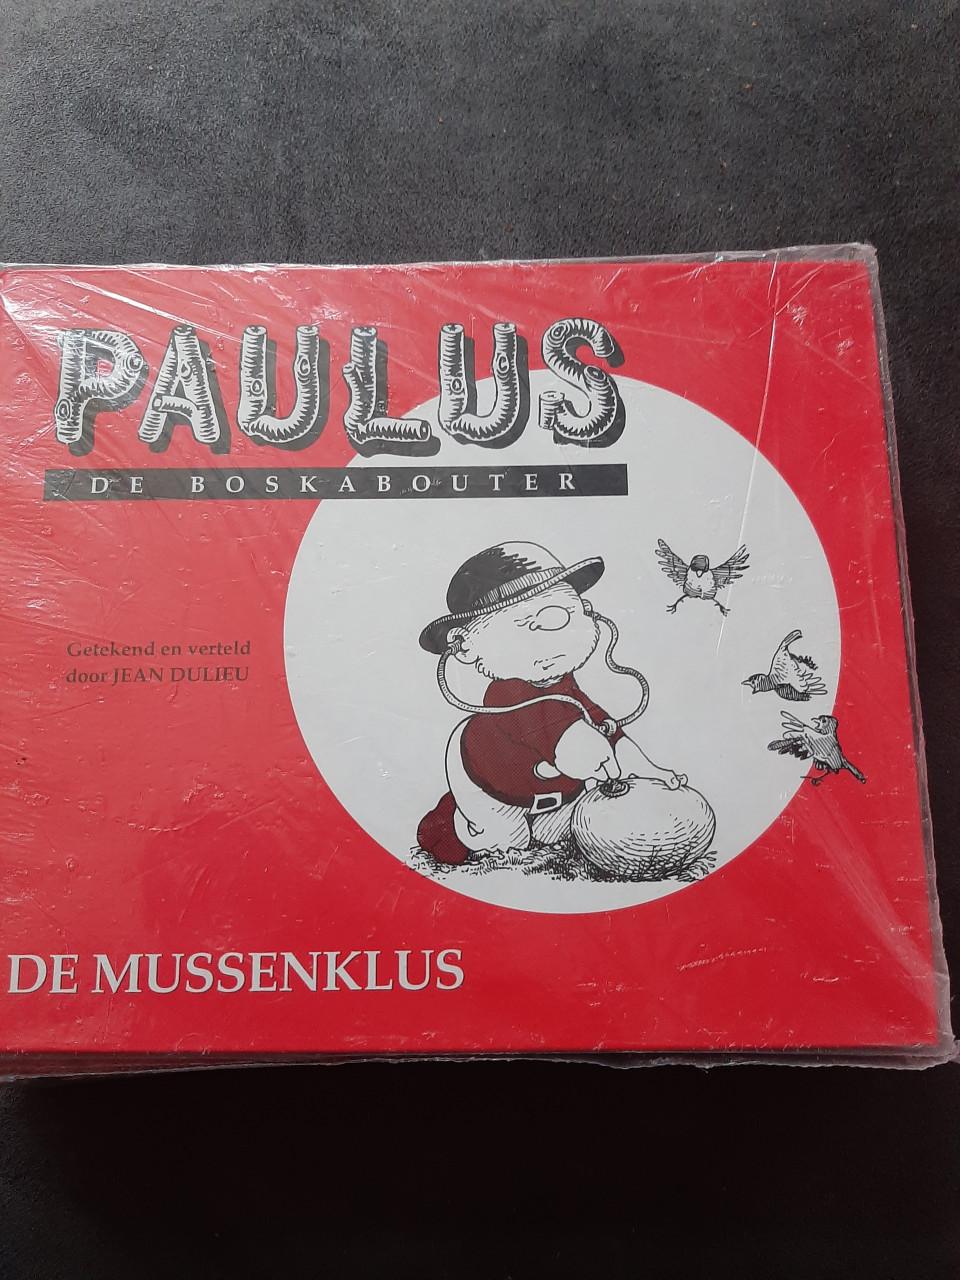 PAULUS
DE BOSKABOUTER
Getekend en verteld
door JEAN DULIEU
DE MUSSENKLUS